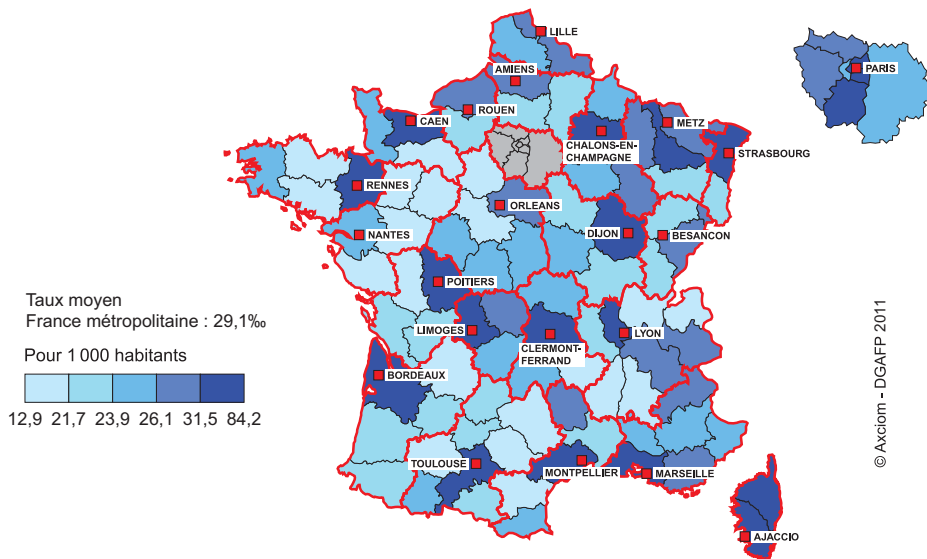 LILLE
AMIENS
PARIS
ROUEN
CAEN
METZ
CHALONS-EN-
CHAMPAGNE
STRASBOURG
RENNES
ORLEANS
NANTES
DIJON
BESANCON
POITIERS
Taux moyen
France métropolitaine : 29,1‰
LIMOGES
LYON
CLERMONT-
FERRAND
Pour 1 000 habitants
BORDEAUX
12,9 21,7 23,9 26,1 31,5 84,2
TOULOUSE
MONTPELLIER
MARSEILLE
AJACCIO
© Axciom - DGAFP 2011